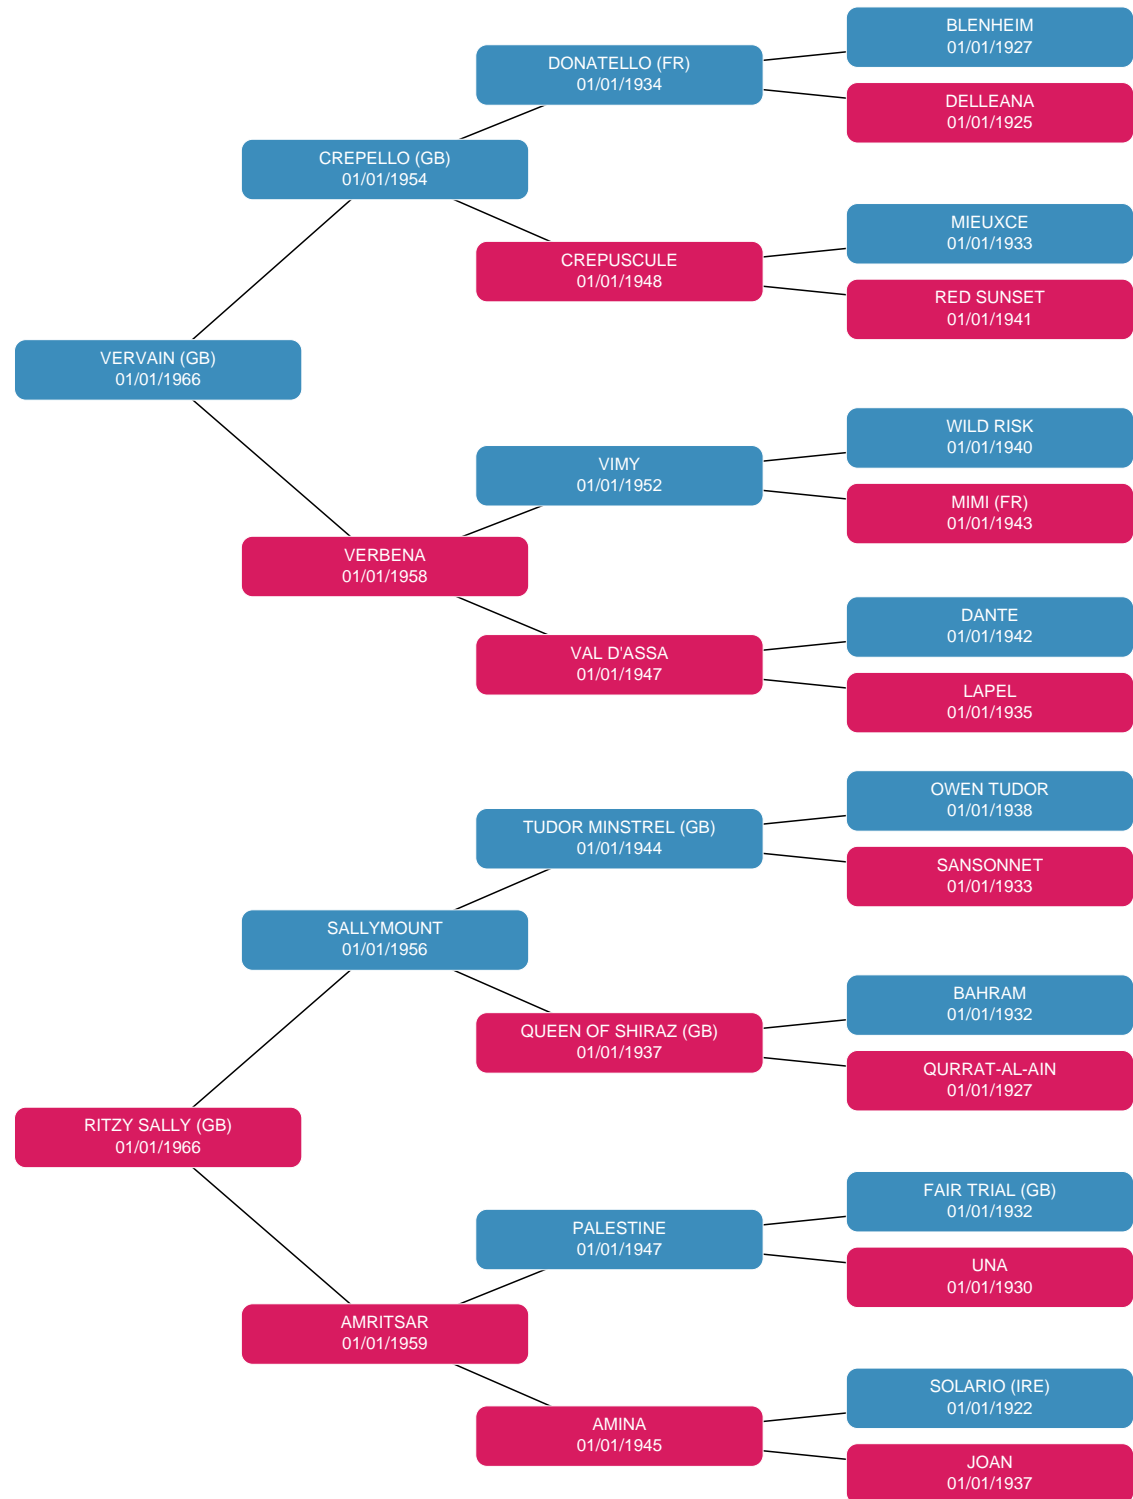 BLENHEIM
01/01/1927
DONATELLO (FR)
01/01/1934
DELLEANA
01/01/1925
CREPELLO (GB)
01/01/1954
MIEUXCE
01/01/1933
CREPUSCULE
01/01/1948
RED SUNSET
01/01/1941
VERVAIN (GB)
01/01/1966
WILD RISK
01/01/1940
VIMY
01/01/1952
MIMI (FR)
01/01/1943
VERBENA
01/01/1958
DANTE
01/01/1942
VAL D'ASSA
01/01/1947
LAPEL
01/01/1935
OWEN TUDOR
01/01/1938
TUDOR MINSTREL (GB)
01/01/1944
SANSONNET
01/01/1933
SALLYMOUNT
01/01/1956
BAHRAM
01/01/1932
QUEEN OF SHIRAZ (GB)
01/01/1937
QURRAT-AL-AIN
01/01/1927
RITZY SALLY (GB)
01/01/1966
FAIR TRIAL (GB)
01/01/1932
PALESTINE
01/01/1947
UNA
01/01/1930
AMRITSAR
01/01/1959
SOLARIO (IRE)
01/01/1922
AMINA
01/01/1945
JOAN
01/01/1937